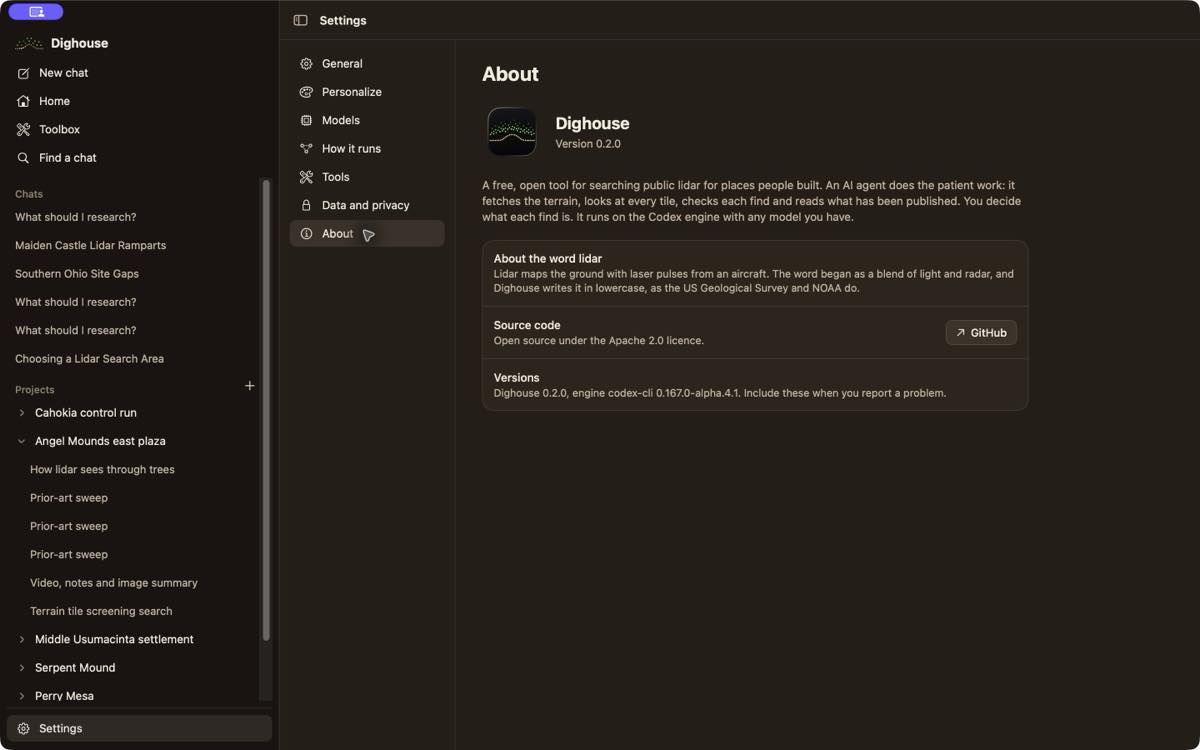 Dighouse
New chat
Home
Toolbox
Find a chat
Chats
What should I research?
Maiden Castle Lidar Ramparts
Southern Ohio Site Gaps
What should I research?
What should I research?
Choosing a Lidar Search Area
Projects
Cahokia control run
Angel Mounds east plaza
How lidar sees through trees
Prior-art sweep
Prior-art sweep
Prior-art sweep
Video, notes and image summary
Terrain tile screening search
Middle Usumacinta settlement
Serpent Mound
Perry Mesa
Settings
Settings
General
Personalize
Models
How it runs
Tools
Data and privacy
About
About
Dighouse
Version 0.2.0
A free, open tool for searching public lidar for places people built. An AI agent does the patient work: it
fetches the terrain, looks at every tile, checks each find and reads what has been published. You decide
what each find is. It runs on the Codex engine with any model you have.
About the word lidar
Lidar maps the ground with laser pulses from an aircraft. The word began as a blend of light and radar, and
Dighouse writes it in lowercase, as the US Geological Survey and NOAA do.
Source code
Open source under the Apache 2.0 licence.
GitHub
Versions
Dighouse 0.2.0, engine codex-cli 0.167.0-alpha.4.1. Include these when you report a problem.